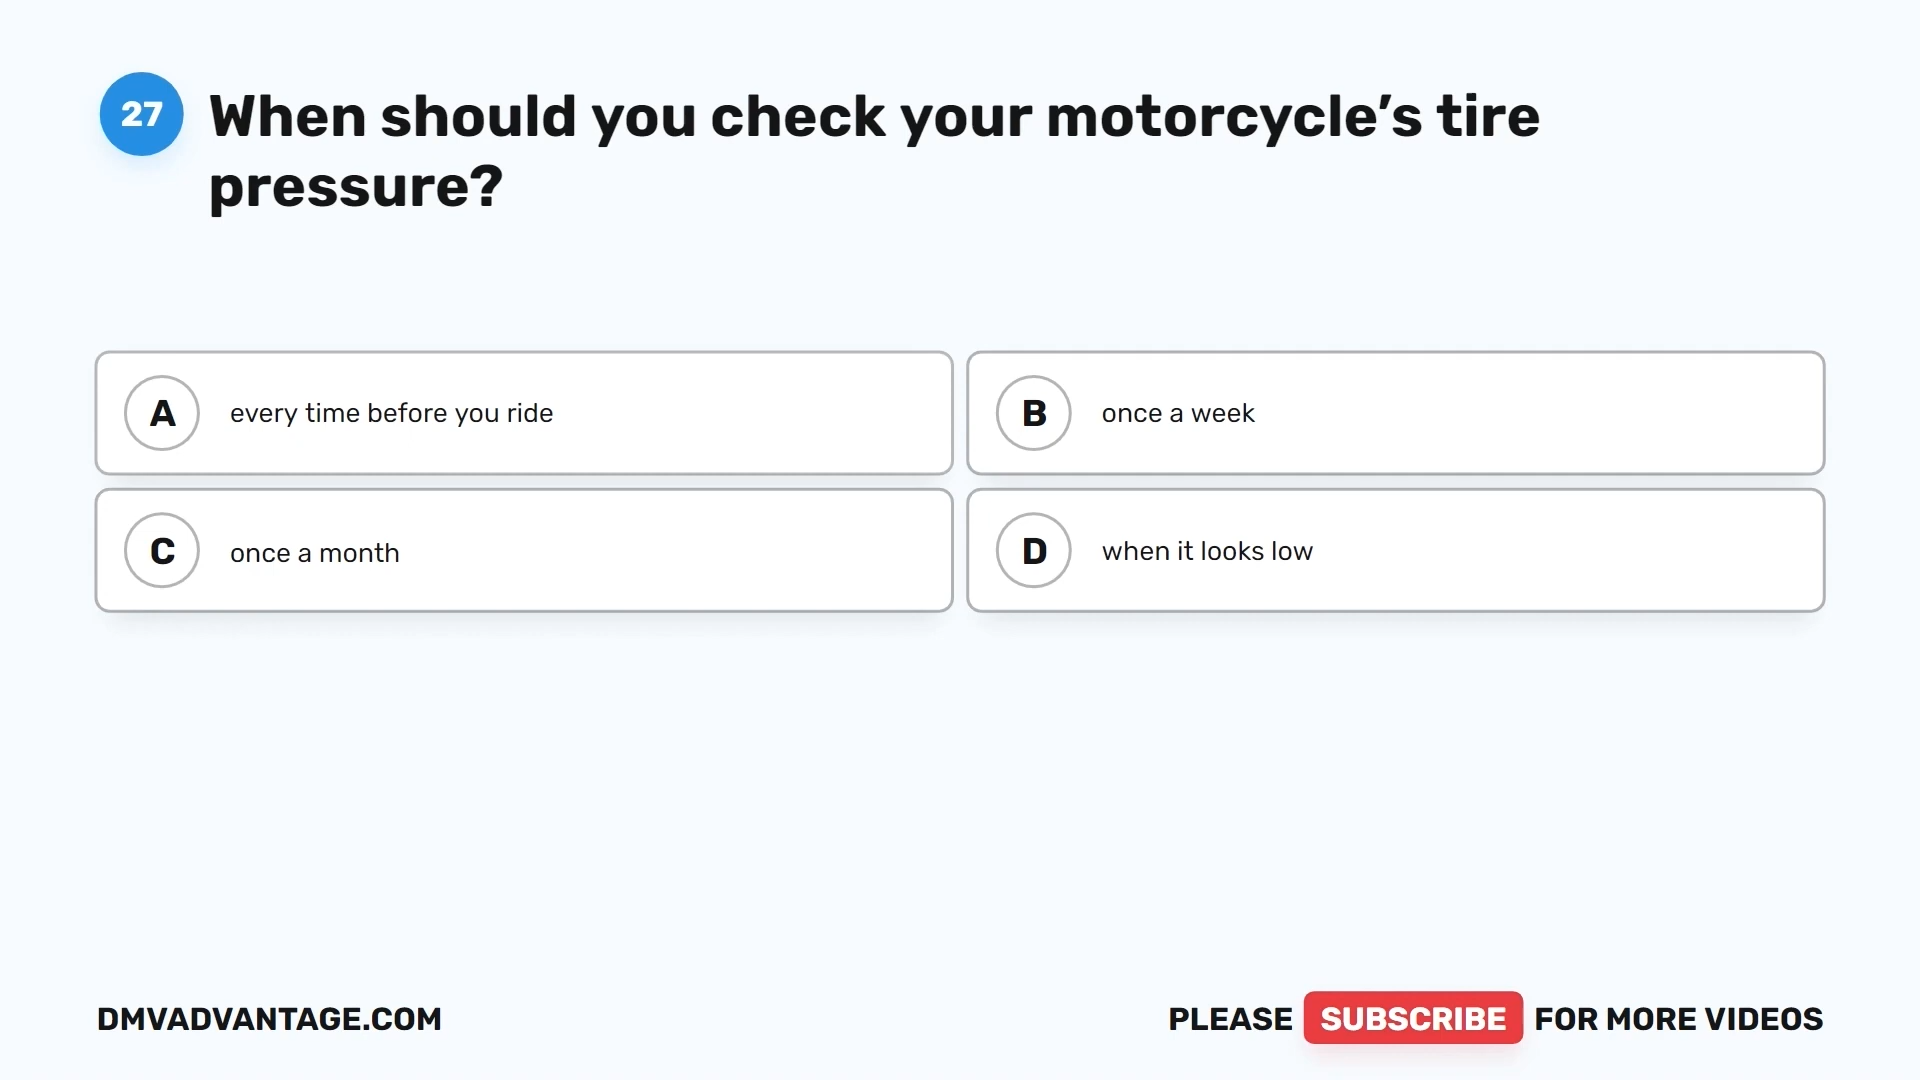 27
When should you check your motorcycle’s tire
pressure?
A every time before you ride
B once a week
C once a month
D when it looks low
DMVADVANTAGE.COM
PLEASE SUBSCRIBE FOR MORE VIDEOS